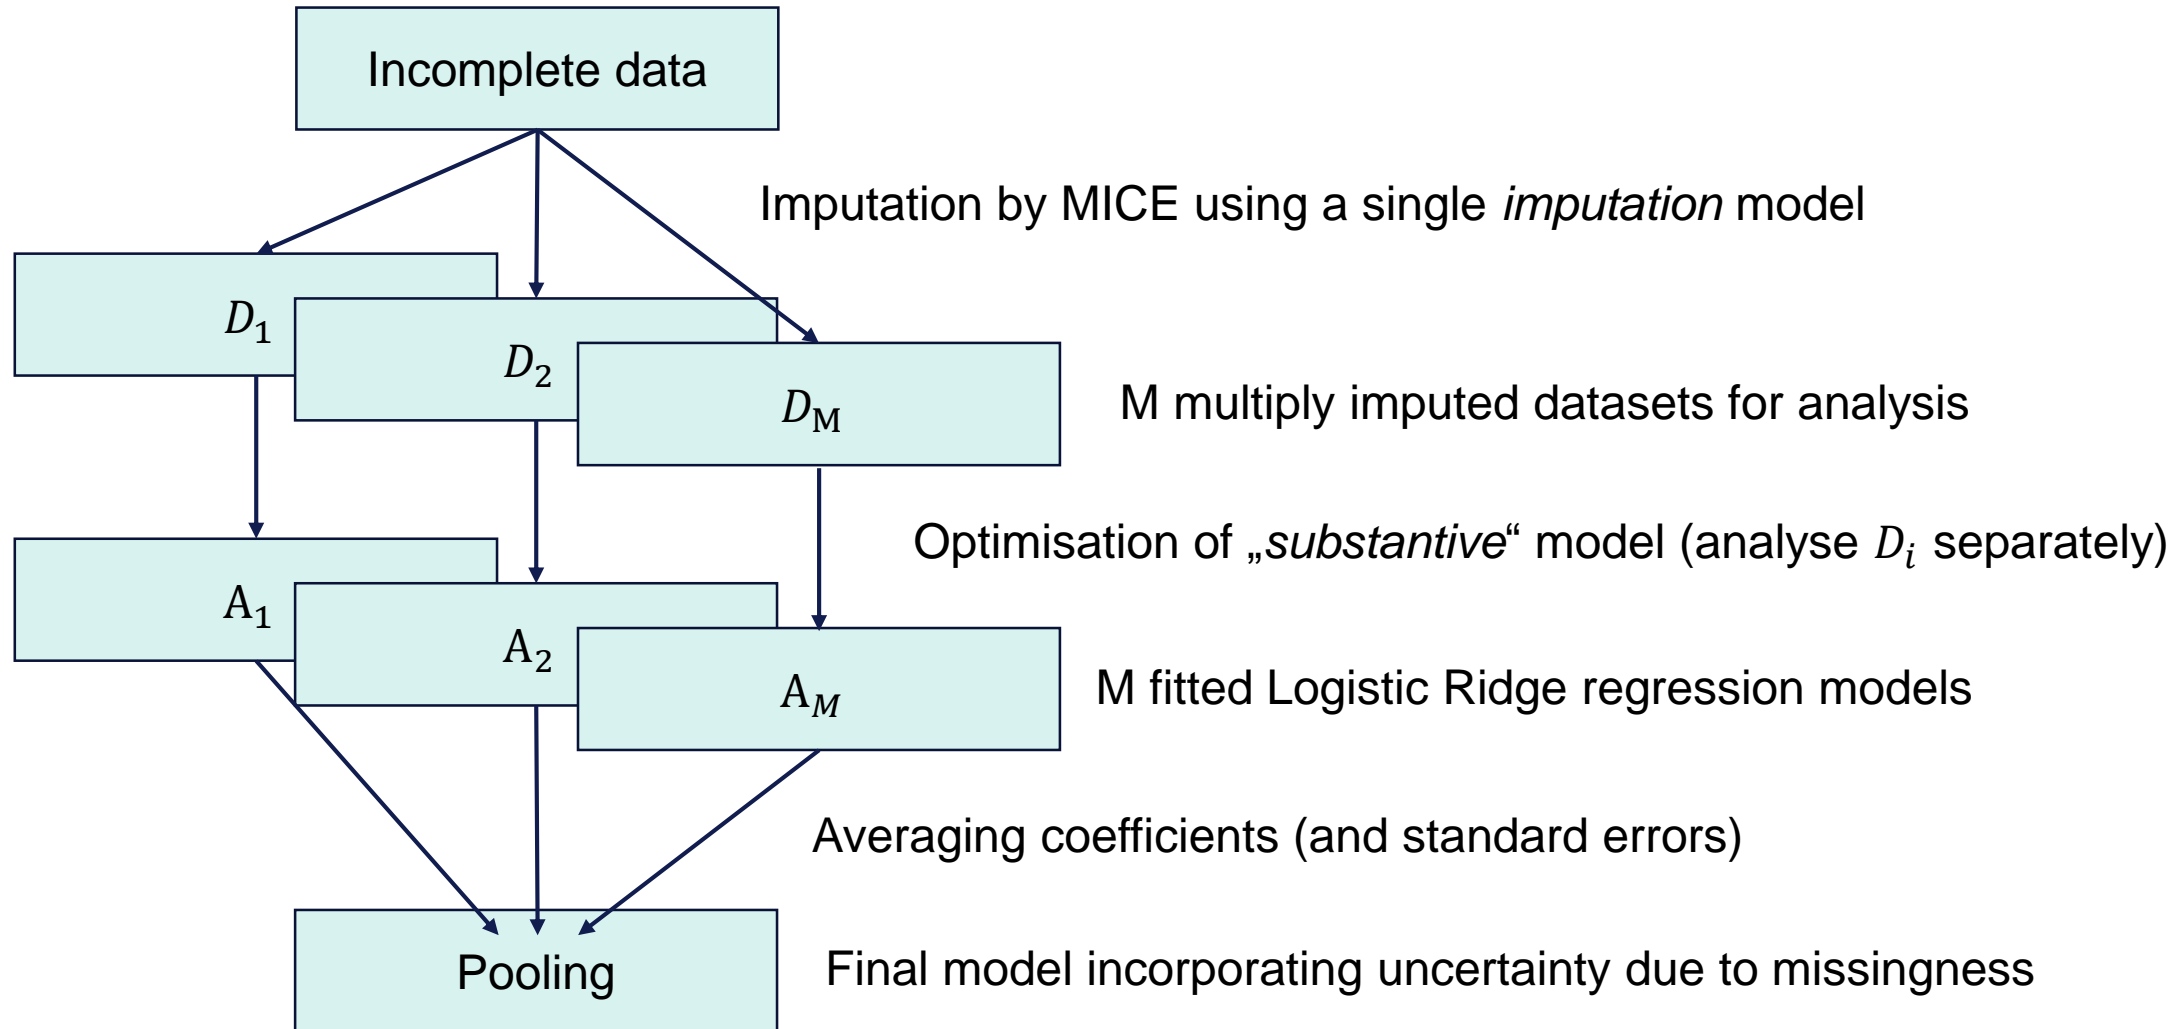 Incomplete data
Imputation by MICE using a single imputation model
D₁
D₂
D_M
M multiply imputed datasets for analysis
Optimisation of „substantive“ model (analyse Dᵢ separately)
A₁
A₂
A_M
M fitted Logistic Ridge regression models
Averaging coefficients (and standard errors)
Pooling
Final model incorporating uncertainty due to missingness